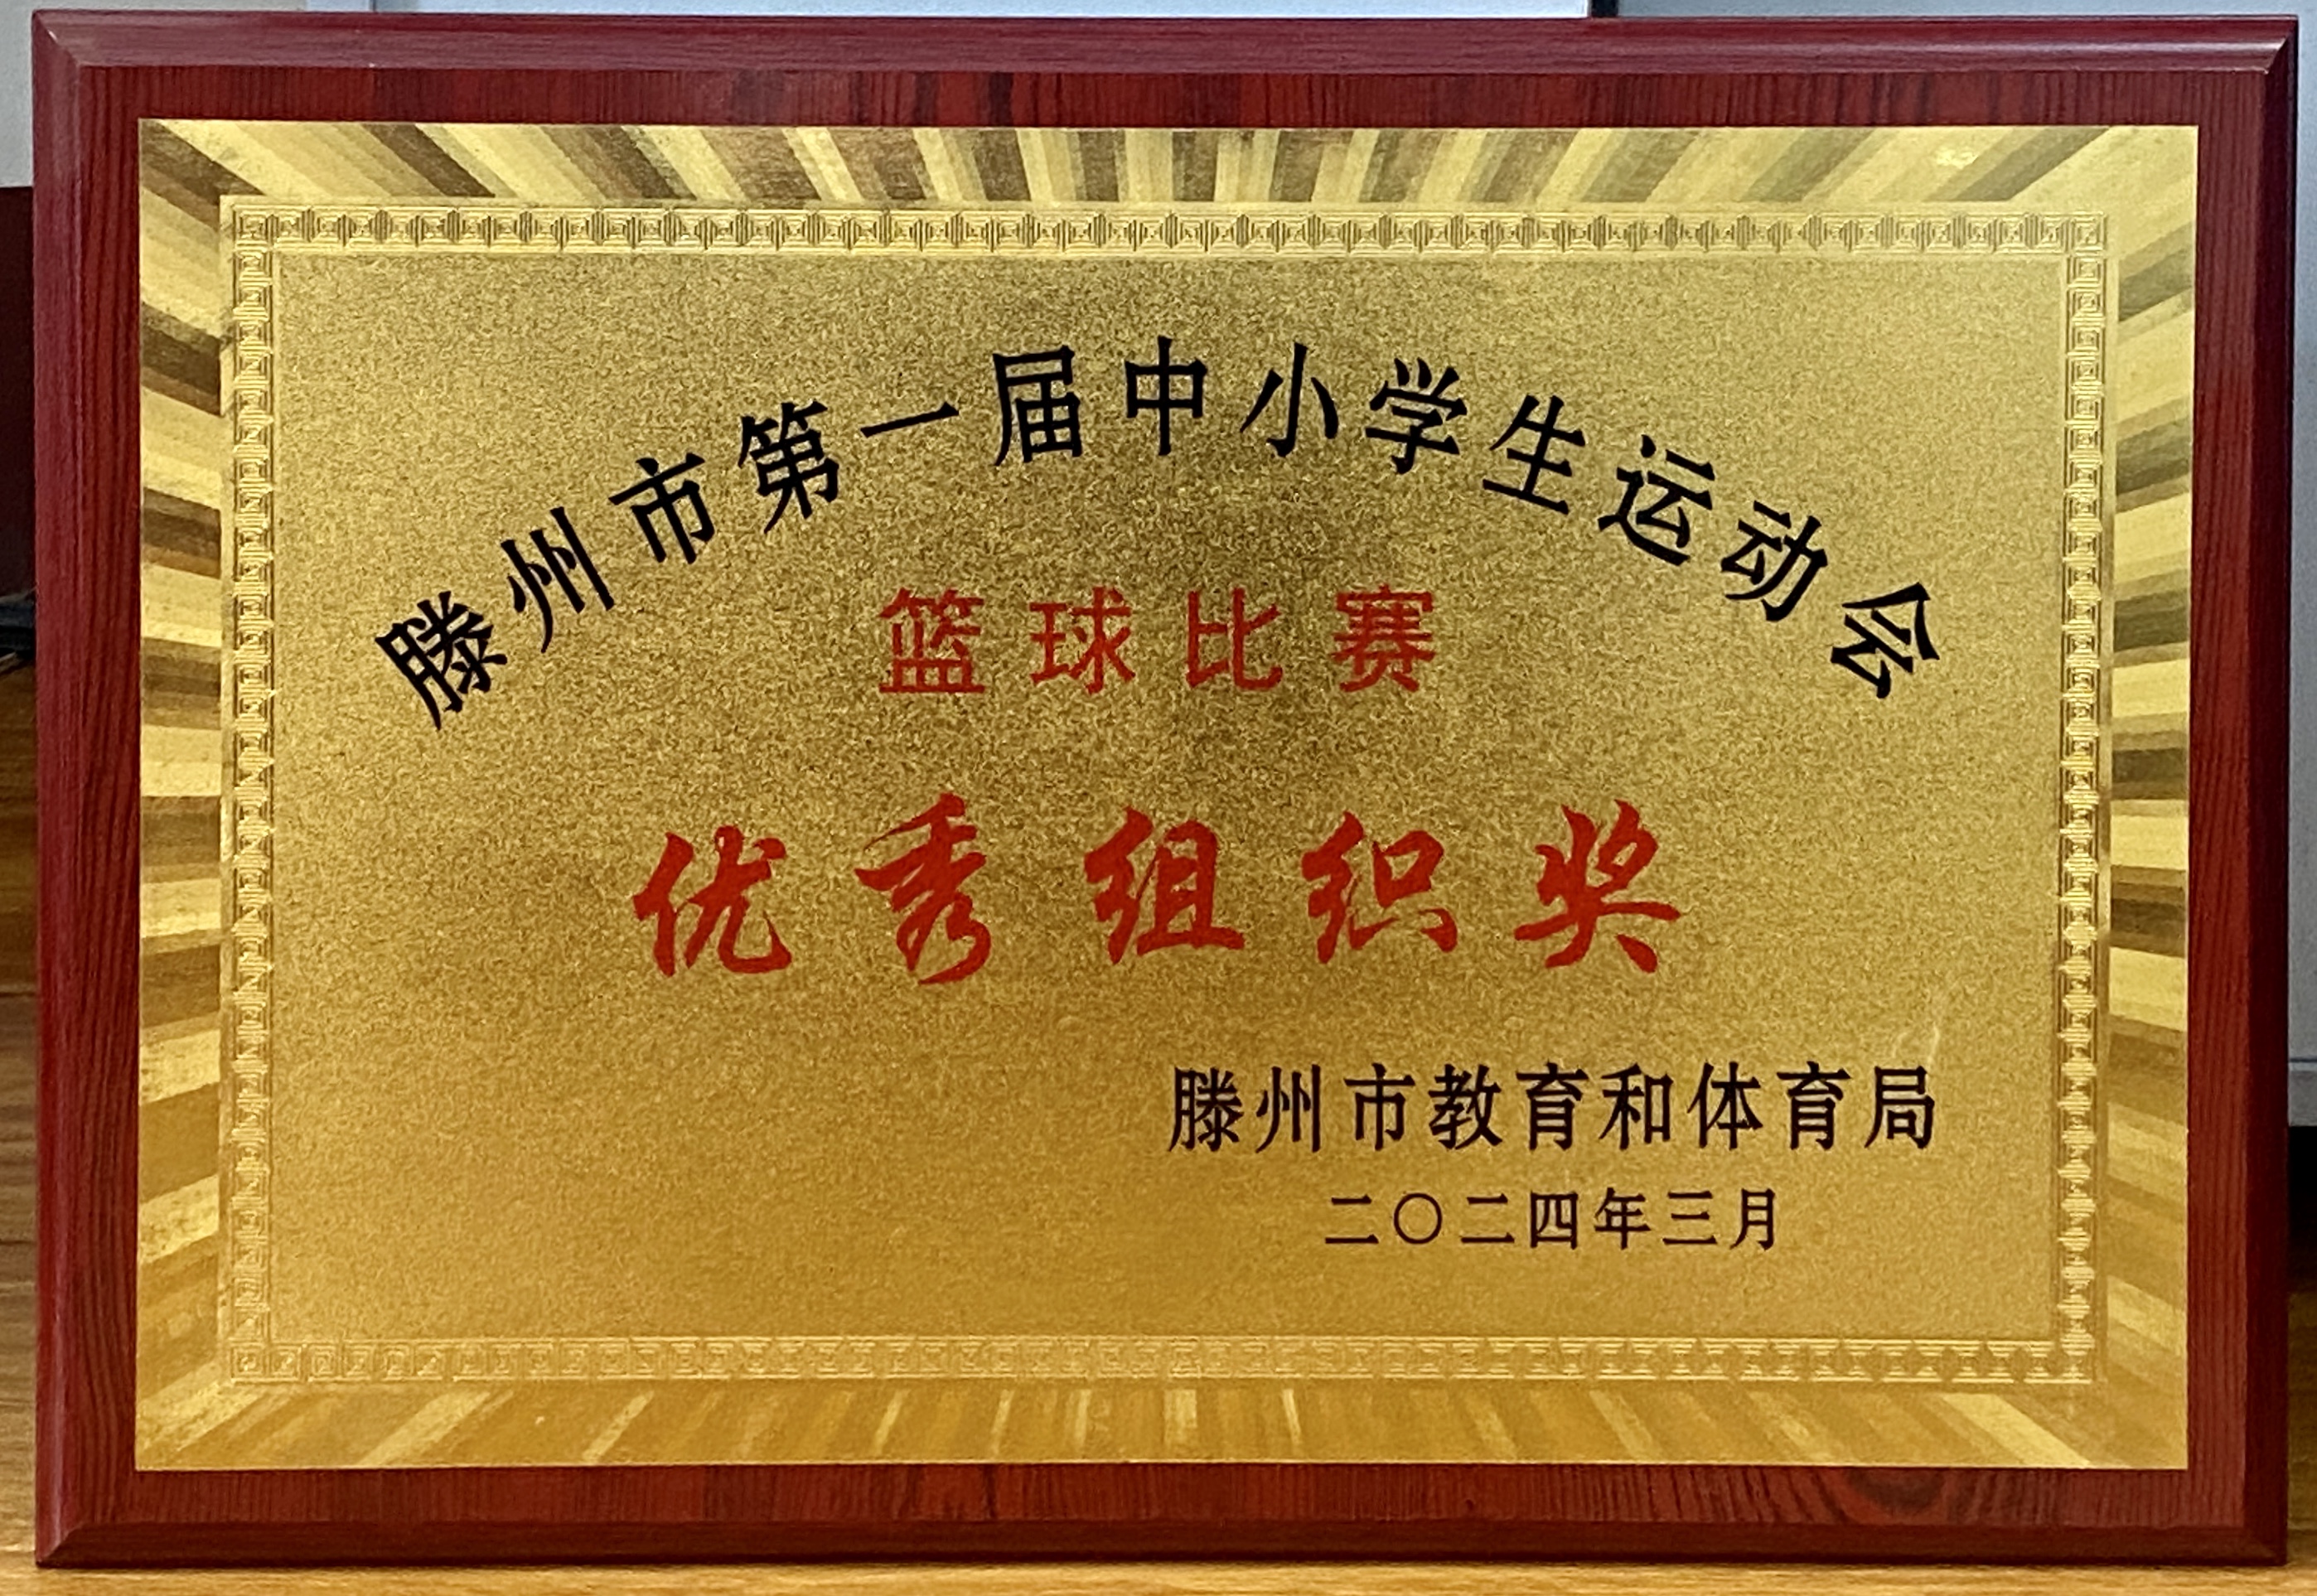 滕州市第一届中小学生运动会
篮球比赛
优秀组织奖
滕州市教育和体育局
二〇二四年三月